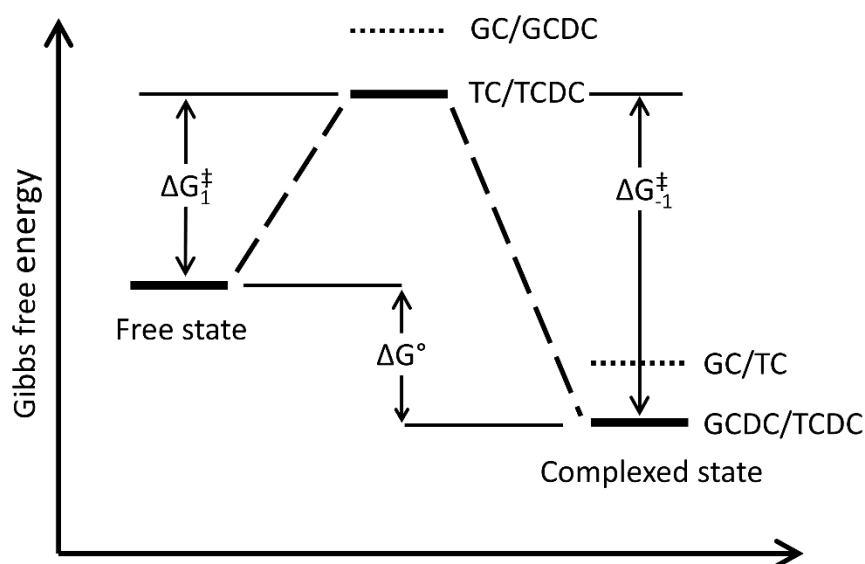 GC/GCDC
TC/TCDC
ΔG‡1
ΔG‡-1
Gibbs free energy
Free state
ΔG°
GC/TC
GCDC/TCDC
Complexed state